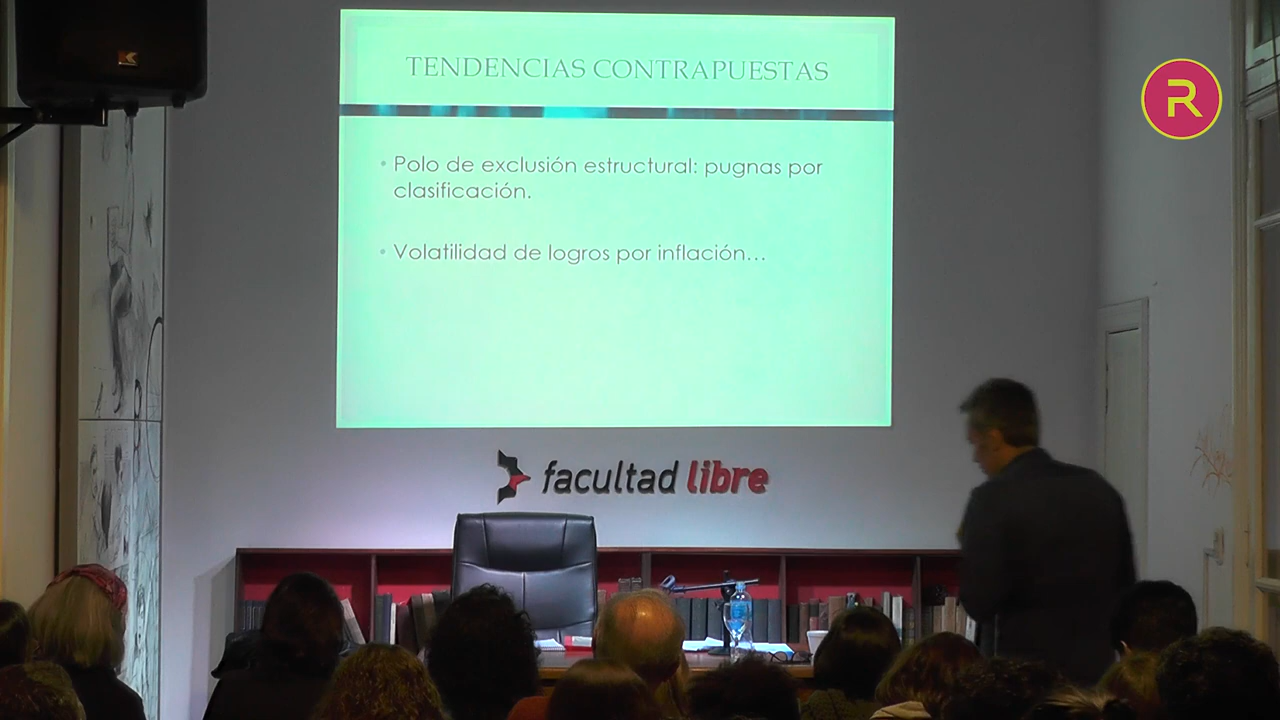 TENDENCIAS CONTRAPUESTAS
• Polo de exclusión estructural: pugnas por
clasificación.
• Volatilidad de logros por inflación...
facultad libre
R